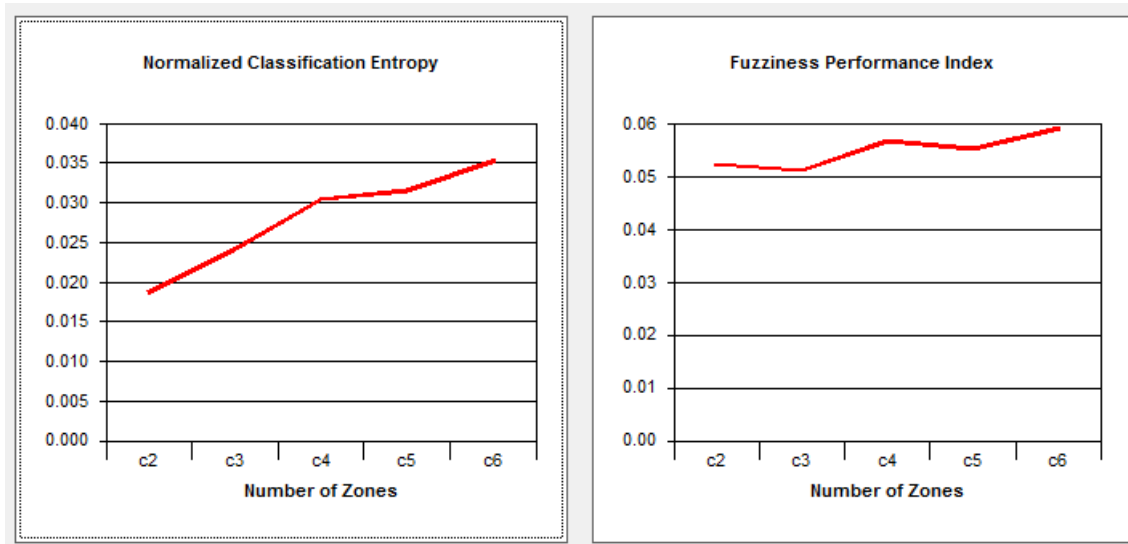 Normalized Classification Entropy
0.040
0.035
0.030
0.025
0.020
0.015
0.010
0.005
0.000
c2 c3 c4 c5 c6
Number of Zones
Fuzziness Performance Index
0.06
0.05
0.04
0.03
0.02
0.01
0.00
c2 c3 c4 c5 c6
Number of Zones